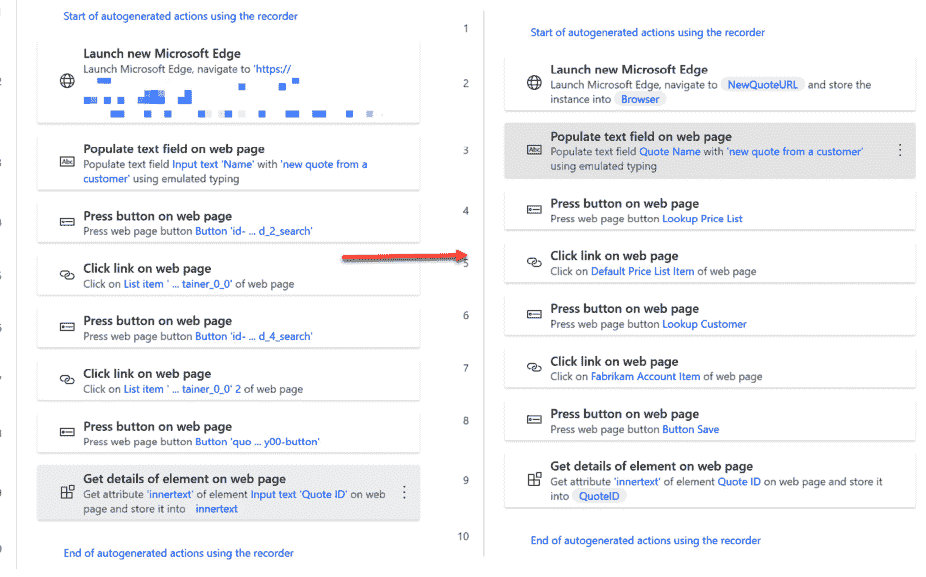 Start of autogenerated actions using the recorder
Launch new Microsoft Edge
Launch Microsoft Edge, navigate to 'https://
Populate text field on web page
Populate text field Input text 'Name' with 'new quote from a
customer' using emulated typing
Press button on web page
Press web page button Button 'id- ... d_2_search'
Click link on web page
Click on List item ' ... tainer_0_0' of web page
Press button on web page
Press web page button Button 'id- ... d_4_search'
Click link on web page
Click on List item ' ... tainer_0_0' 2 of web page
Press button on web page
Press web page button Button 'quo ... y00-button'
Get details of element on web page
Get attribute 'innertext' of element Input text 'Quote ID' on web
page and store it into innertext
End of autogenerated actions using the recorder
1
Start of autogenerated actions using the recorder
2
Launch new Microsoft Edge
Launch Microsoft Edge, navigate to NewQuoteURL and store the
instance into Browser
3
Populate text field on web page
Populate text field Quote Name with 'new quote from a customer'
using emulated typing
4
Press button on web page
Press web page button Lookup Price List
5
Click link on web page
Click on Default Price List Item of web page
6
Press button on web page
Press web page button Lookup Customer
7
Click link on web page
Click on Fabrikam Account Item of web page
8
Press button on web page
Press web page button Button Save
9
Get details of element on web page
Get attribute 'innertext' of element Quote ID on web page and store it
into QuoteID
10
End of autogenerated actions using the recorder